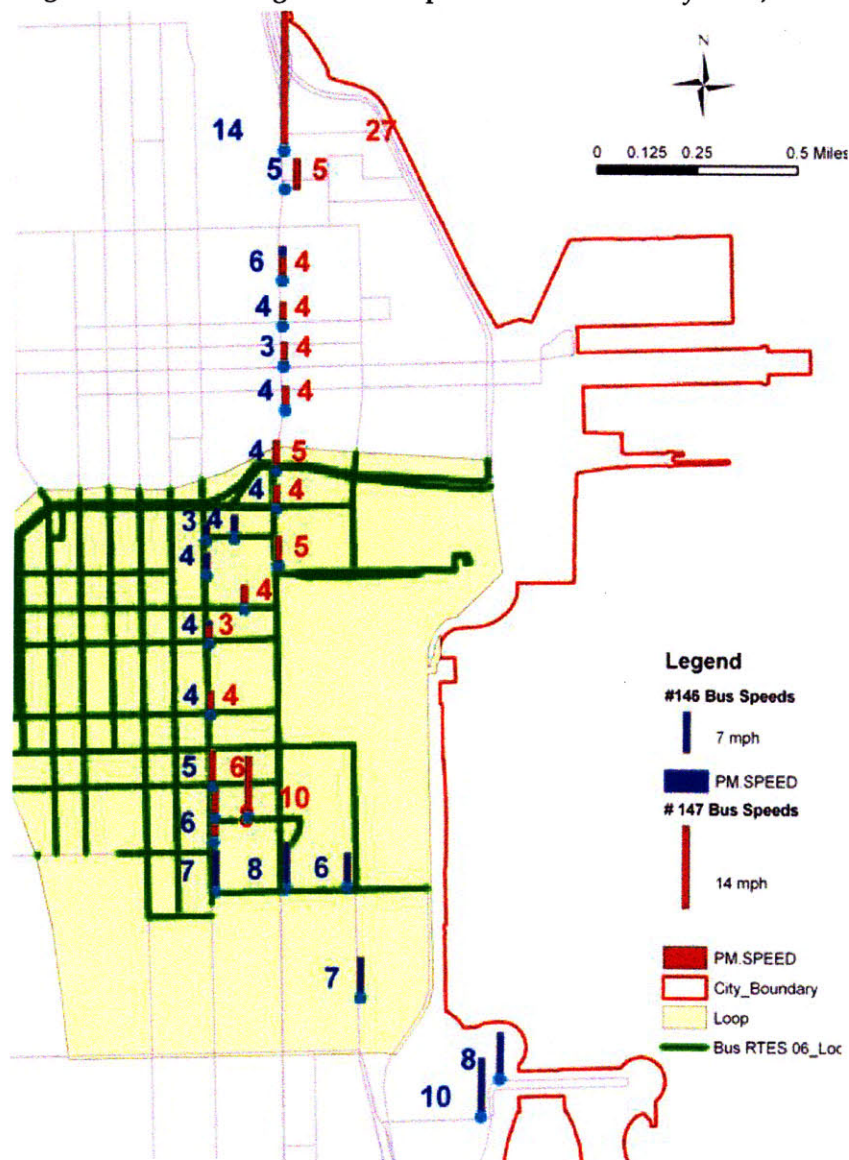 N
14
27
0 0.125 0.25 0.5 Miles
5 5
6 4
4 4
3 4
4 4
4 5
4 4
3 4
4
5
4
4 3
4 4
5 6
10
6
7 8 6
7
8
10
Legend
#146 Bus Speeds
7 mph
PM.SPEED
# 147 Bus Speeds
14 mph
PM.SPEED
City_Boundary
Loop
Bus RTES 06_Loc